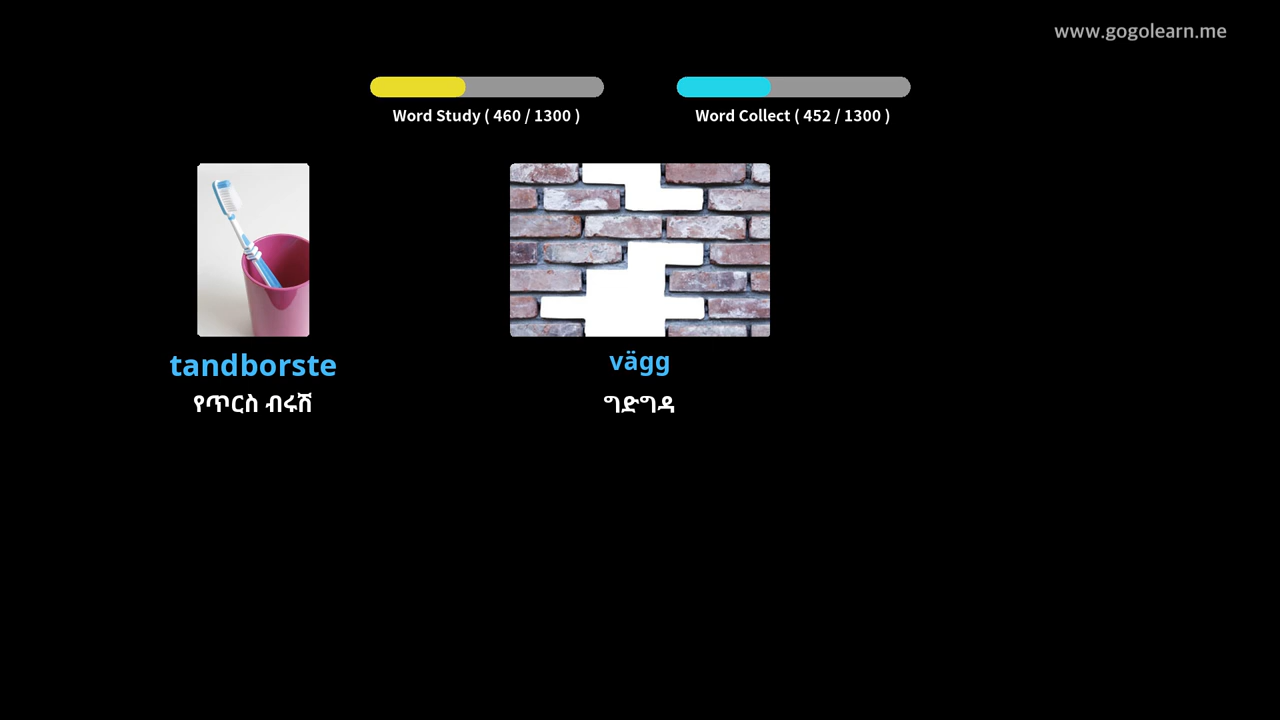 www.gogolearn.me
Word Study ( 460 / 1300 )
Word Collect ( 452 / 1300 )
tandborste
የጥርስ ብሩሽ
vägg
ግድግዳ